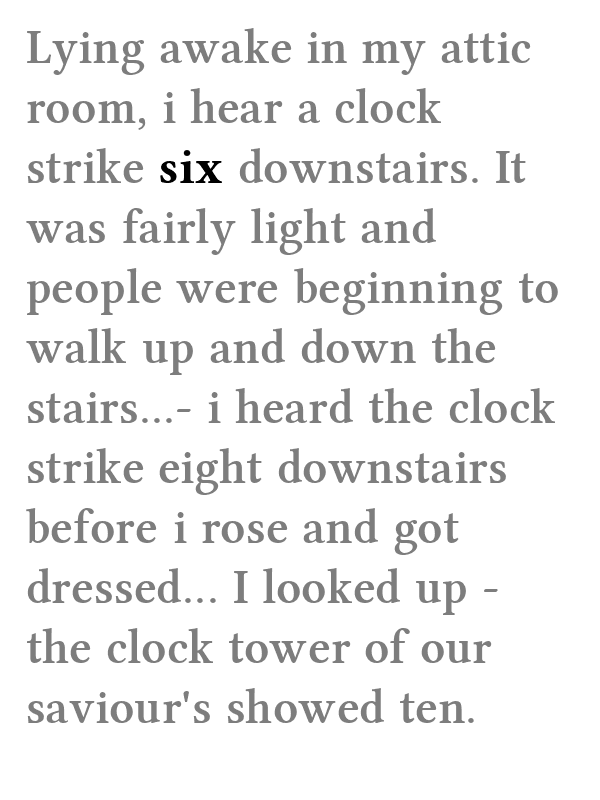 Lying awake in my attic
room, i hear a clock
strike six downstairs. It
was fairly light and
people were beginning to
walk up and down the
stairs...- i heard the clock
strike eight downstairs
before i rose and got
dressed... I looked up -
the clock tower of our
saviour's showed ten.